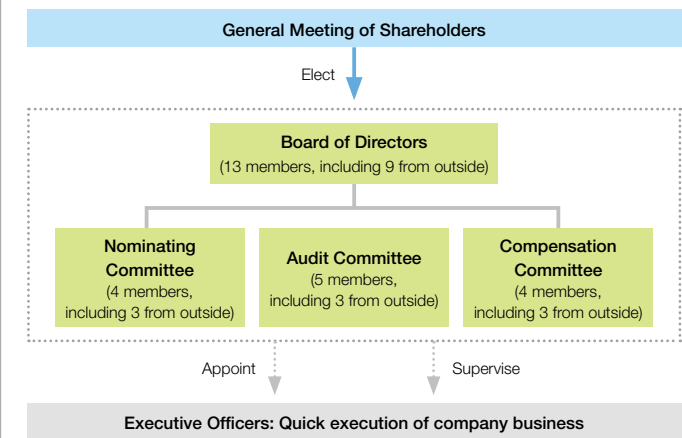 General Meeting of Shareholders
Elect
Board of Directors
(13 members, including 9 from outside)
Nominating
Committee
(4 members,
including 3 from outside)
Audit Committee
(5 members,
including 3 from outside)
Compensation
Committee
(4 members,
including 3 from outside)
Appoint
Supervise
Executive Officers: Quick execution of company business